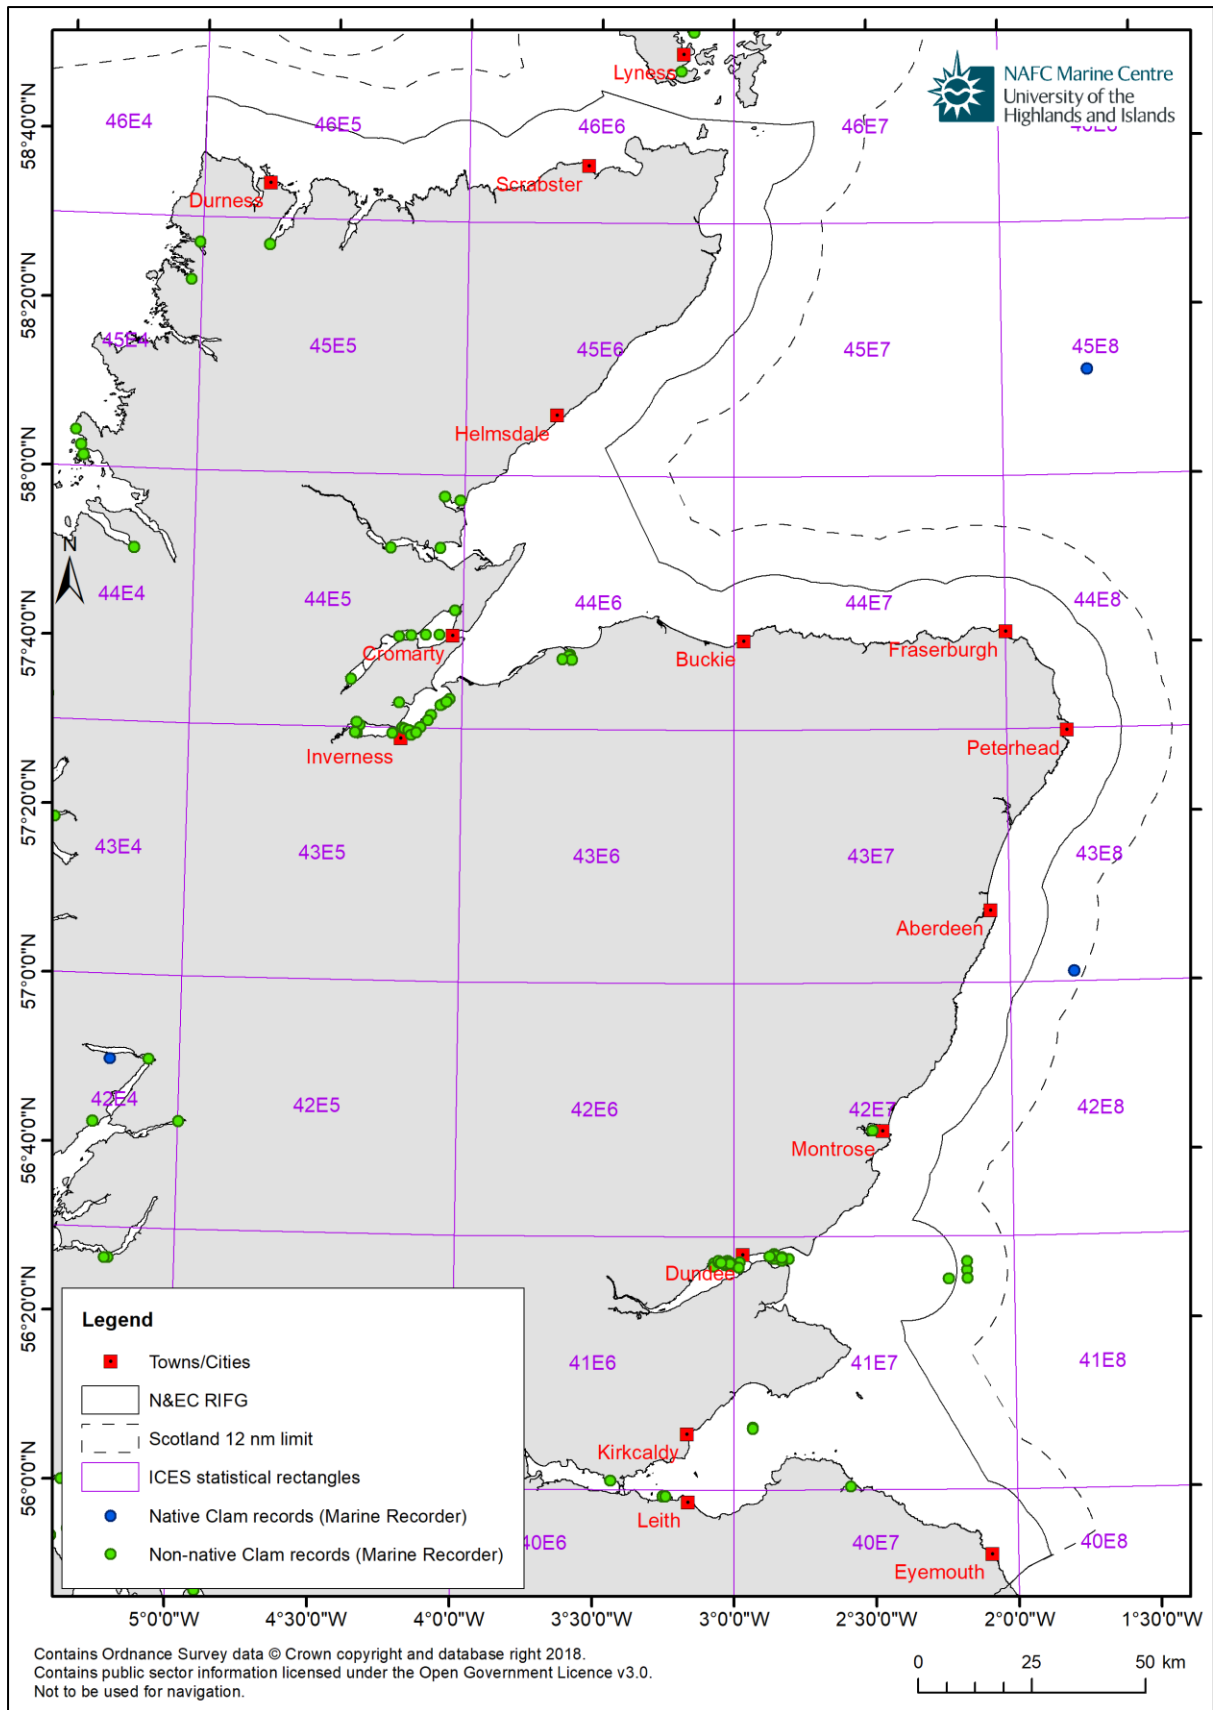 Lyness
NAFC Marine Centre
University of the
Highlands and Islands
46E4
46E5
46E6
46E7
58°40'0"N
Durness
Scrabster
58°20'0"N
45E4
45E5
45E6
45E7
45E8
Helmsdale
58°0'0"N
N
44E4
44E5
44E6
44E7
44E8
57°40'0"N
Cromarty
Buckie
Fraserburgh
Inverness
Peterhead
57°20'0"N
43E4
43E5
43E6
43E7
43E8
Aberdeen
57°0'0"N
42E4
42E5
42E6
42E7
42E8
56°40'0"N
Montrose
Dundee
56°20'0"N
41E6
41E7
41E8
Kirkcaldy
56°0'0"N
Leith
40E6
40E7
40E8
Eyemouth
Legend
Towns/Cities
N&EC RIFG
Scotland 12 nm limit
ICES statistical rectangles
Native Clam records (Marine Recorder)
Non-native Clam records (Marine Recorder)
5°0'0"W
4°30'0"W
4°0'0"W
3°30'0"W
3°0'0"W
2°30'0"W
2°0'0"W
1°30'0"W
Contains Ordnance Survey data © Crown copyright and database right 2018.
Contains public sector information licensed under the Open Government Licence v3.0.
Not to be used for navigation.
0 25 50 km